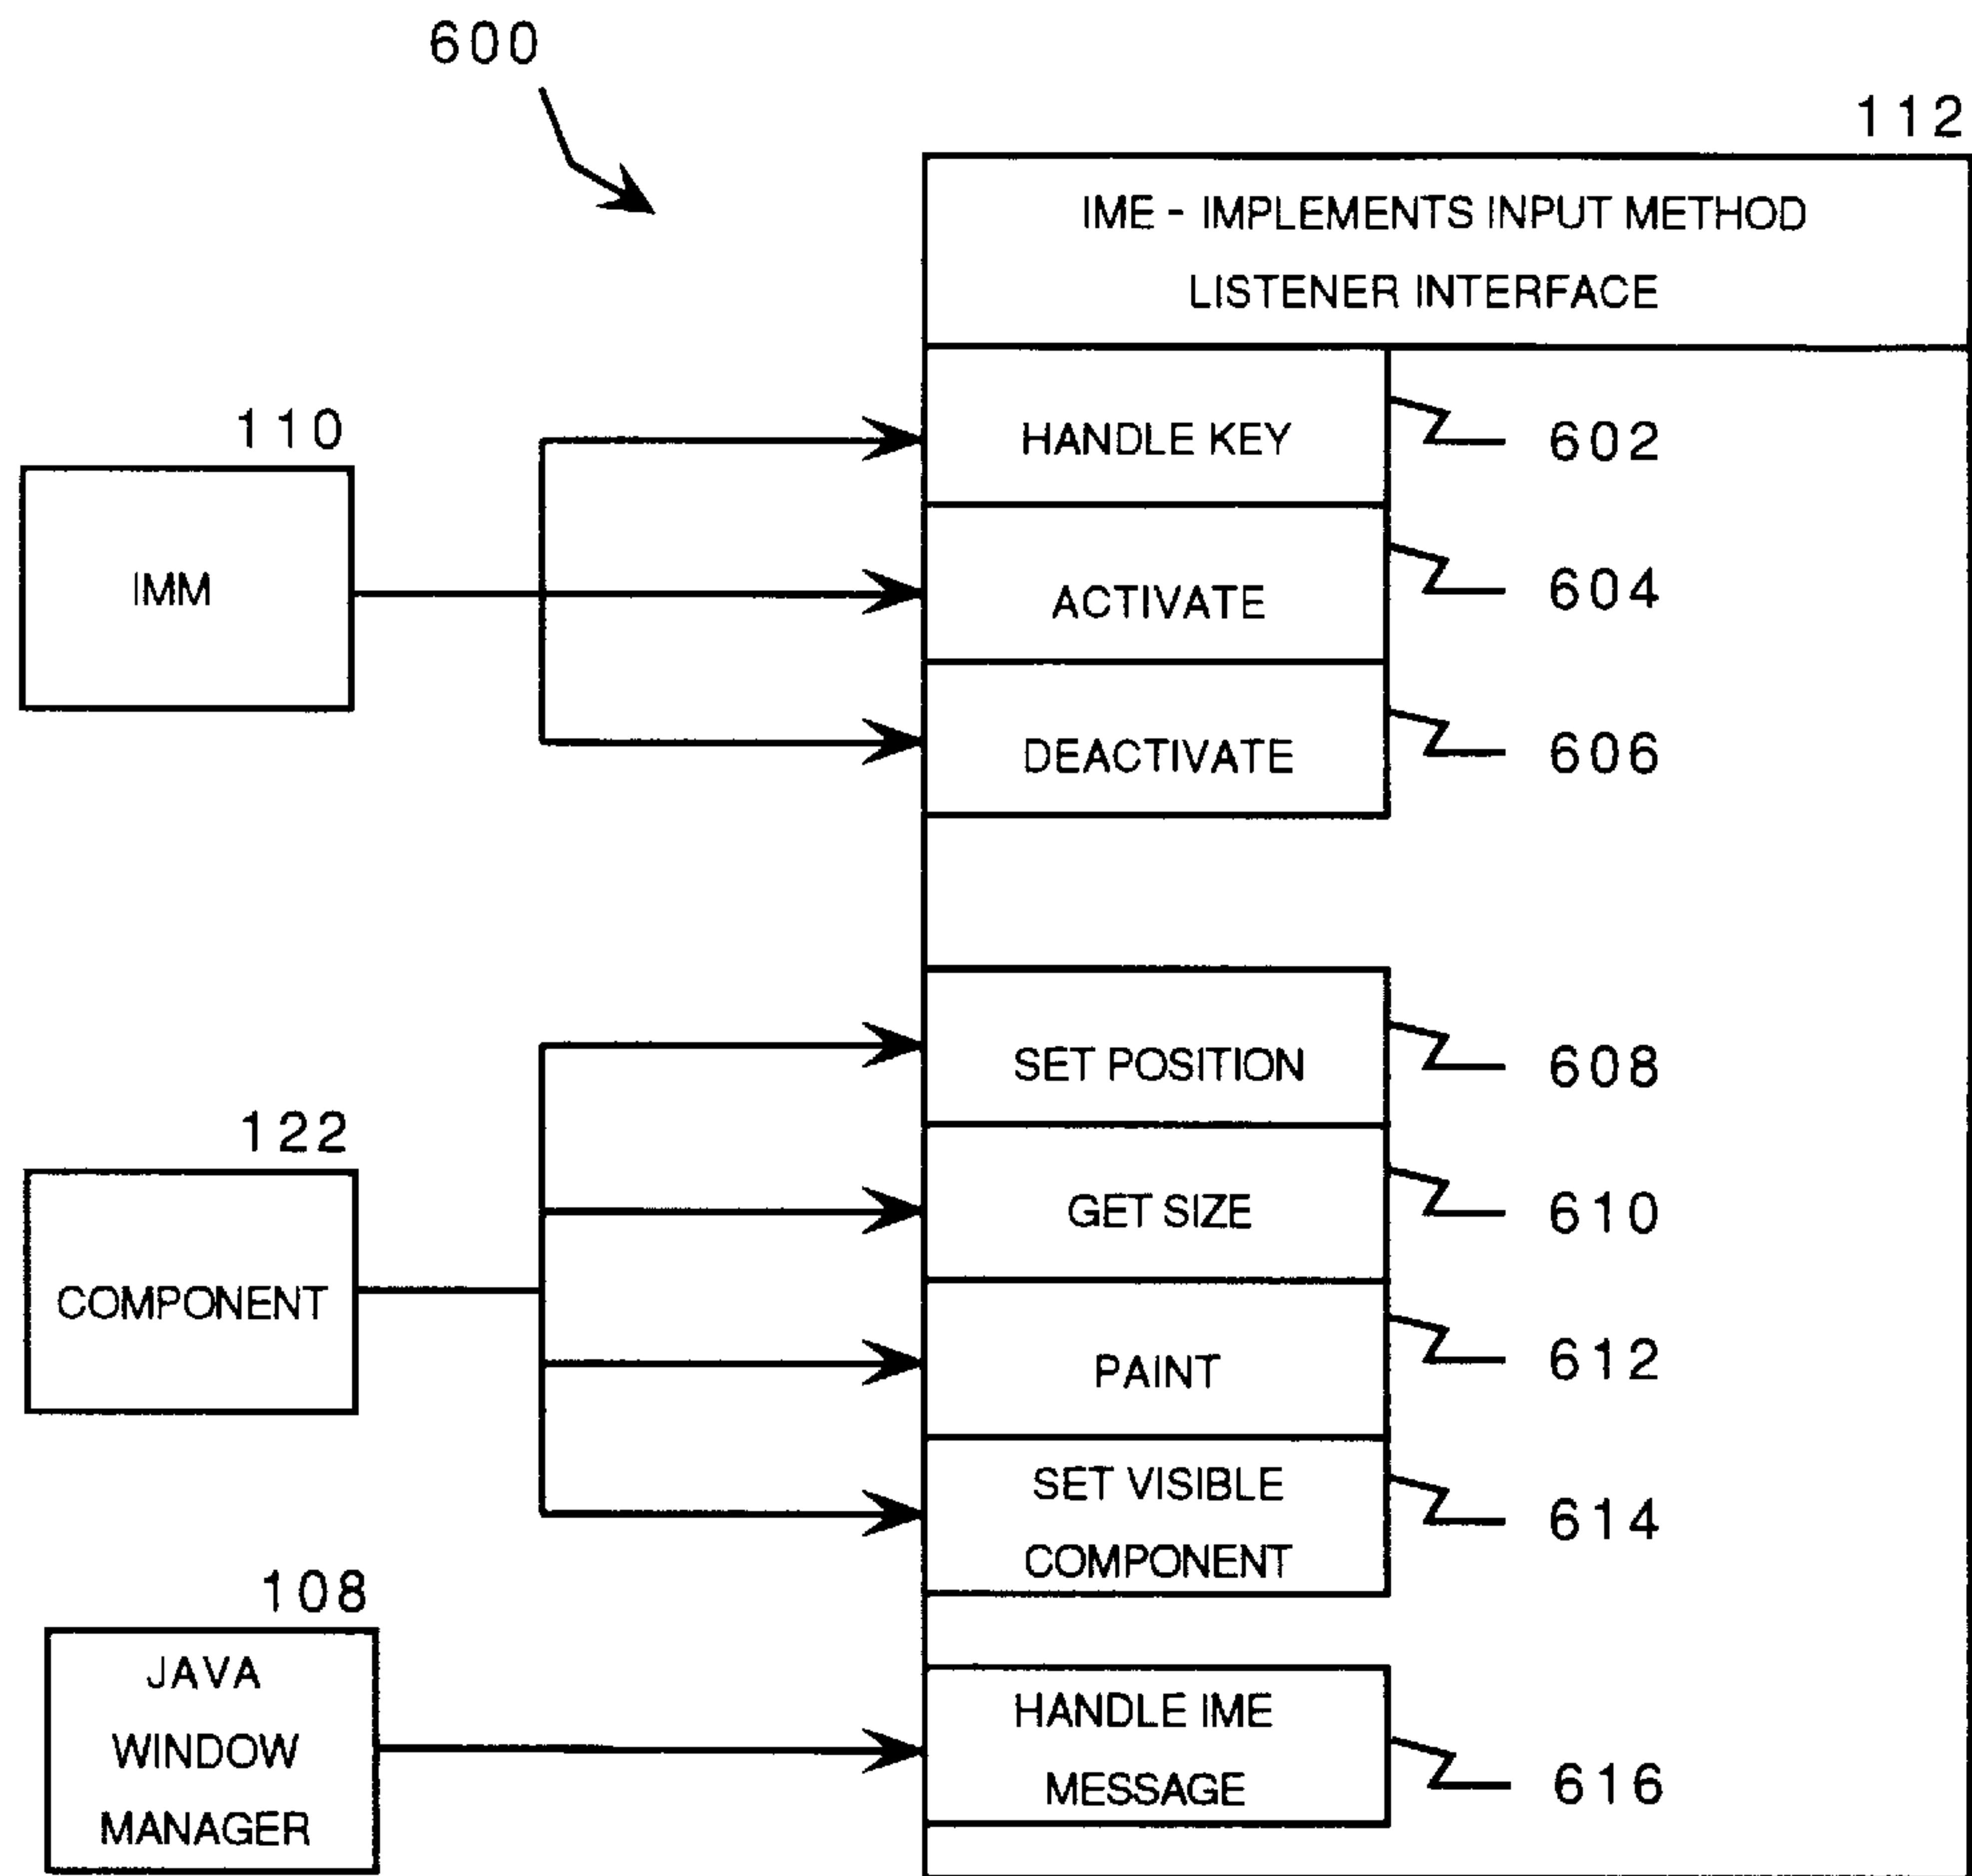 600
112
IME - IMPLEMENTS INPUT METHOD
LISTENER INTERFACE
110
IMM
HANDLE KEY
602
ACTIVATE
604
DEACTIVATE
606
122
COMPONENT
SET POSITION
608
GET SIZE
610
PAINT
612
SET VISIBLE
COMPONENT
614
108
JAVA
WINDOW
MANAGER
HANDLE IME
MESSAGE
616